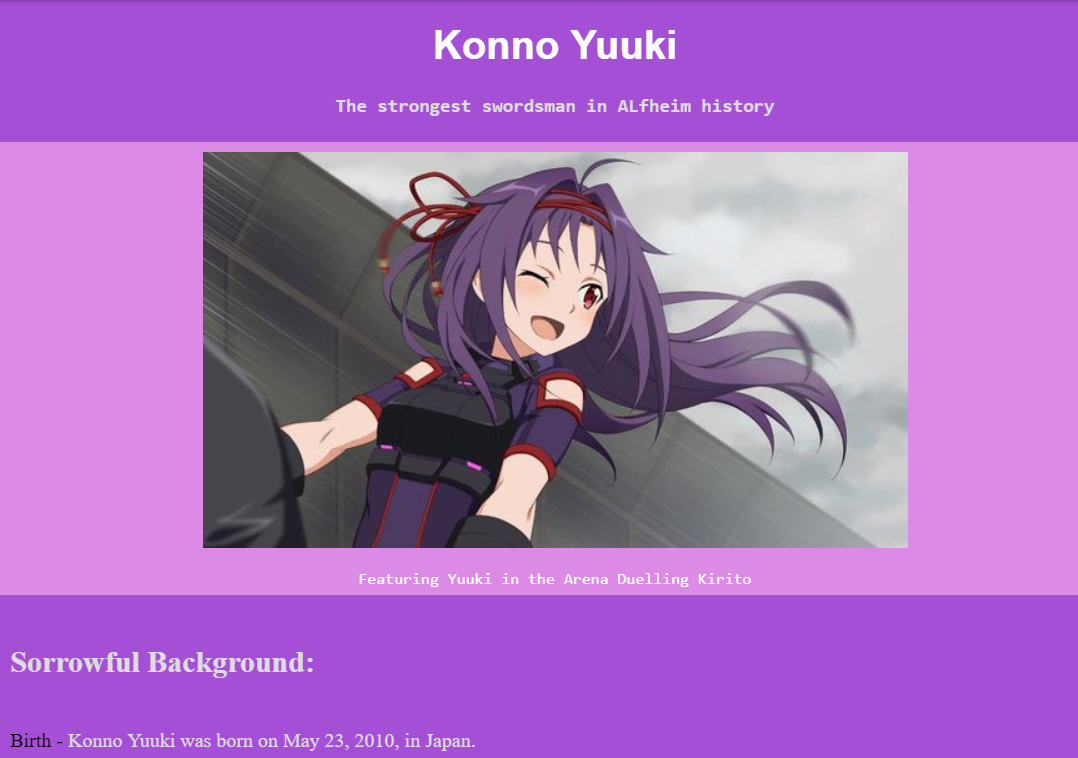 Konno Yuuki
The strongest swordsman in ALfheim history
Featuring Yuuki in the Arena Duelling Kirito
Sorrowful Background:
Birth - Konno Yuuki was born on May 23, 2010, in Japan.